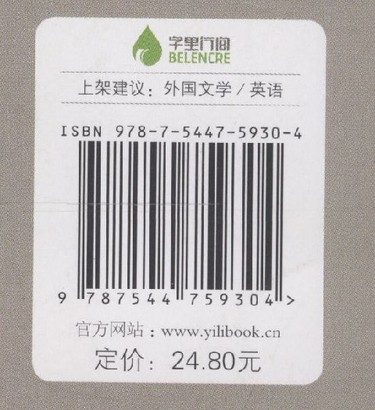 字里行间
BELENCRE
上架建议：外国文学／英语
ISBN 978-7-5447-5930-4
9 787544 759304 >
官方网站：www.yilibook.cn
定价：24.80元